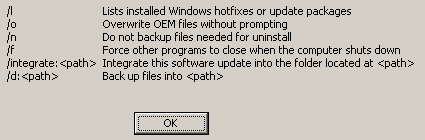 /l Lists installed Windows hotfixes or update packages
/o Overwrite OEM files without prompting
/n Do not backup files needed for uninstall
/f Force other programs to close when the computer shuts down
/integrate:<path> Integrate this software update into the folder located at <path>
/d:<path> Back up files into <path>
OK